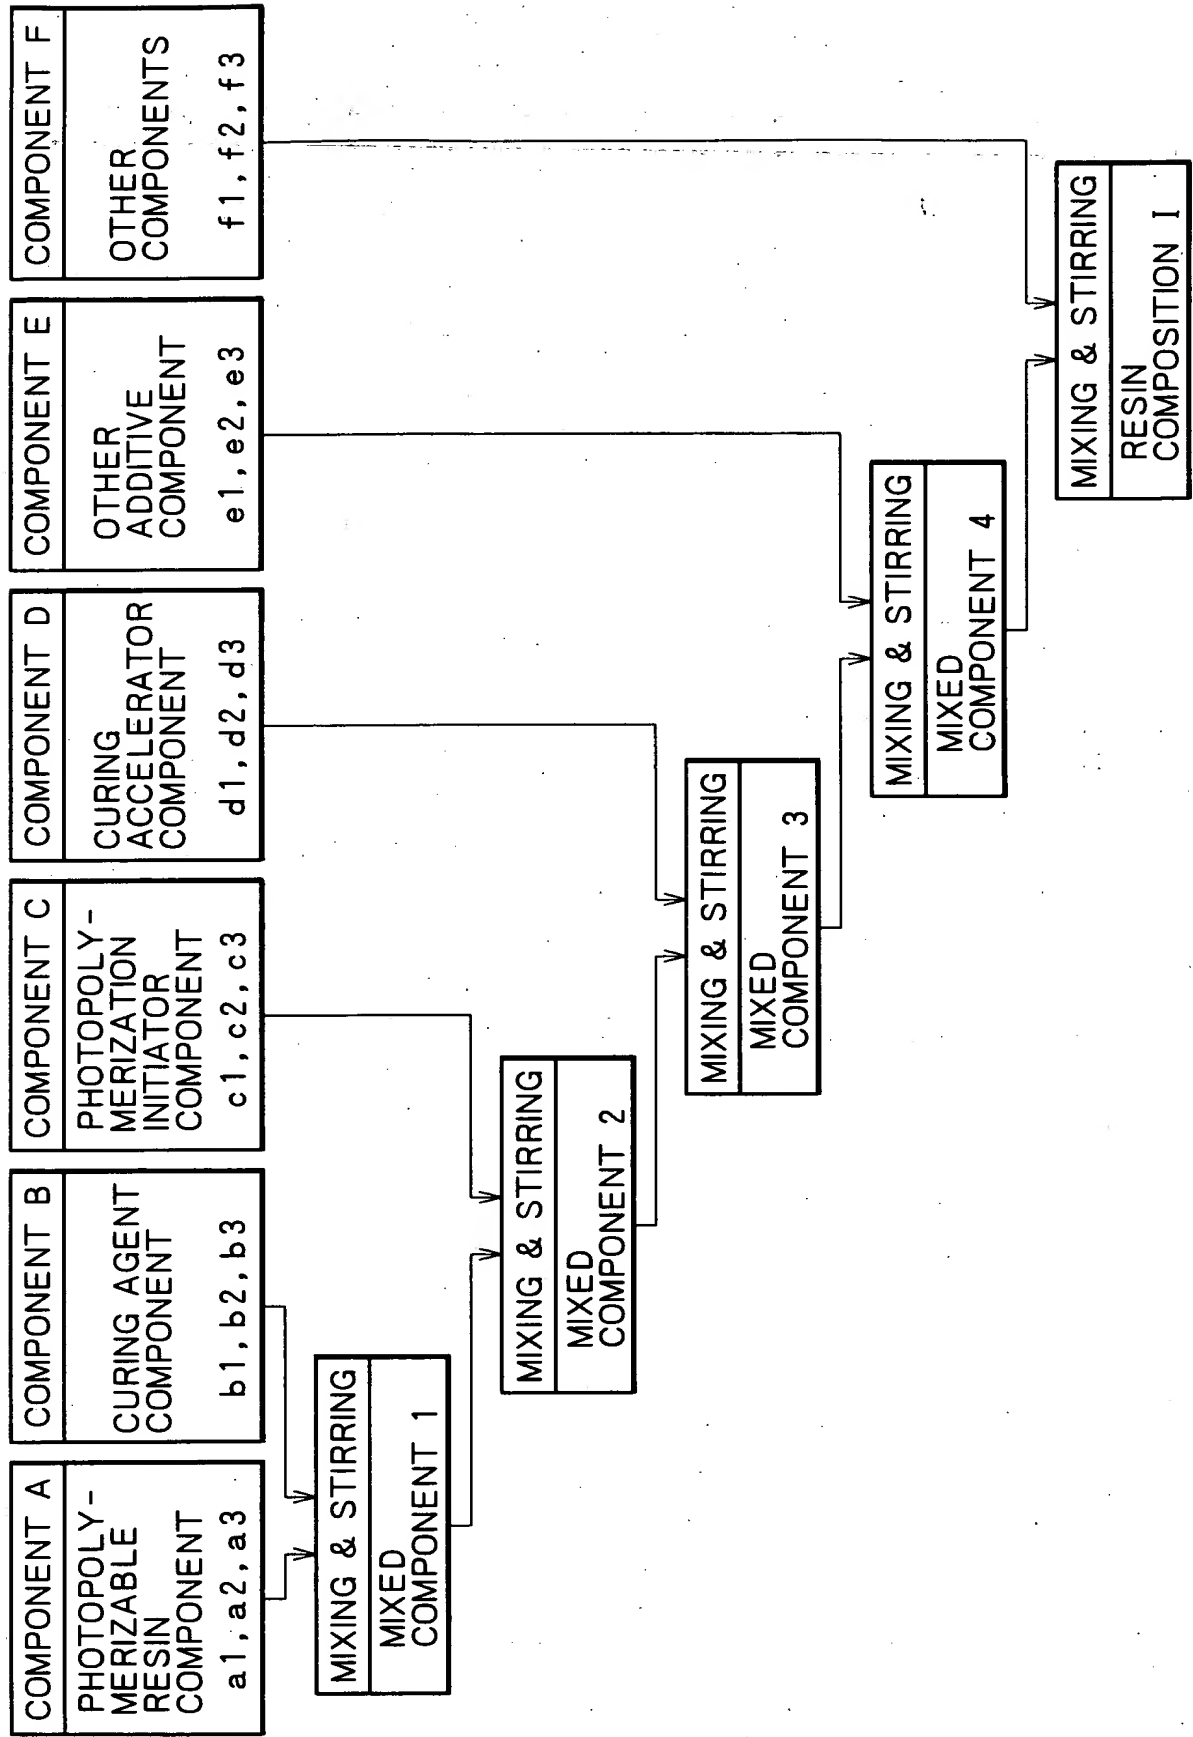 COMPONENT A
PHOTOPOLY-
MERIZABLE
RESIN
COMPONENT
a1,a2,a3
COMPONENT B
CURING AGENT
COMPONENT
b1,b2,b3
COMPONENT C
PHOTOPOLY-
MERIZATION
INITIATOR
COMPONENT
c1,c2,c3
COMPONENT D
CURING
ACCELERATOR
COMPONENT
d1,d2,d3
COMPONENT E
OTHER
ADDITIVE
COMPONENT
e1,e2,e3
COMPONENT F
OTHER
COMPONENTS
f1,f2,f3
MIXING & STIRRING
MIXED
COMPONENT 1
MIXING & STIRRING
MIXED
COMPONENT 2
MIXING & STIRRING
MIXED
COMPONENT 3
MIXING & STIRRING
MIXED
COMPONENT 4
MIXING & STIRRING
RESIN
COMPOSITION I